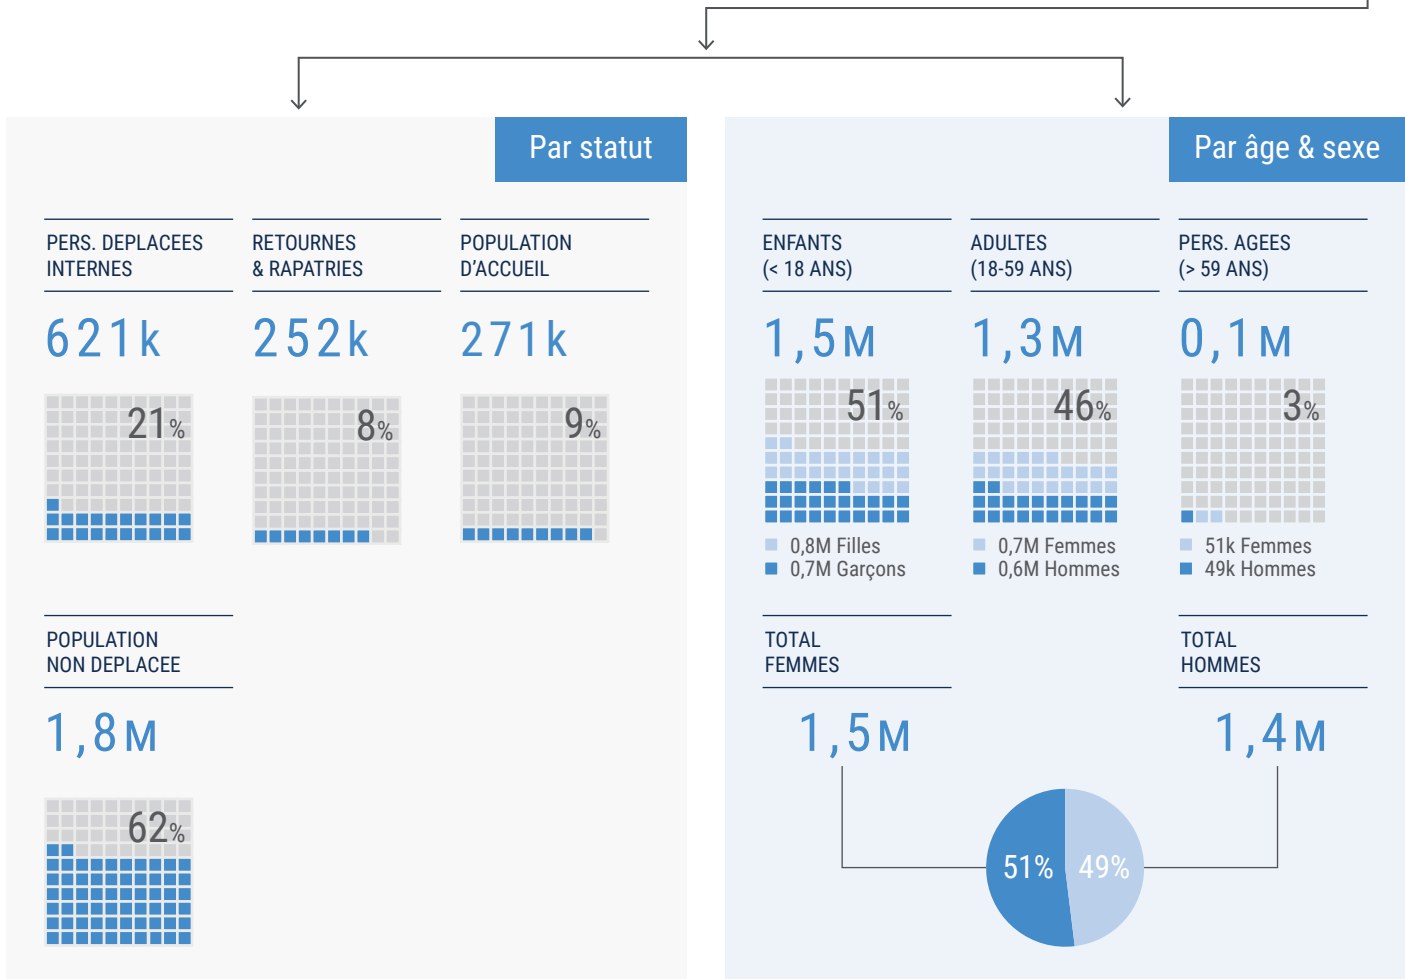 Par statut
PERS. DEPLACEES
INTERNES
621k
21%
RETOURNES
& RAPATRIES
252k
8%
POPULATION
D'ACCUEIL
271k
9%
POPULATION
NON DEPLACEE
1,8M
62%
Par âge & sexe
ENFANTS
(< 18 ANS)
1,5M
51%
0,8M Filles
0,7M Garçons
ADULTES
(18-59 ANS)
1,3M
46%
0,7M Femmes
0,6M Hommes
PERS. AGEES
(> 59 ANS)
0,1M
3%
51k Femmes
49k Hommes
TOTAL
FEMMES
1,5M
TOTAL
HOMMES
1,4M
51%
49%